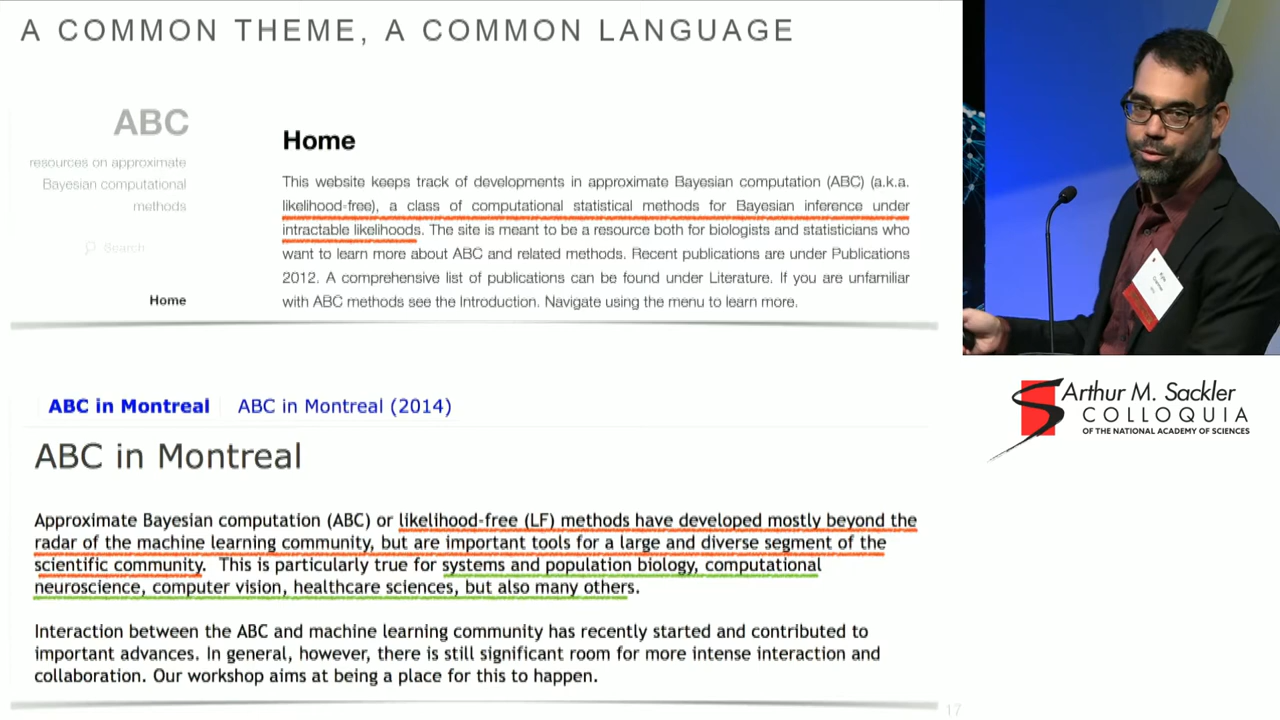 A COMMON THEME, A COMMON LANGUAGE
ABC
resources on approximate
Bayesian computational
methods
Search
Home
Home
This website keeps track of developments in approximate Bayesian computation (ABC) (a.k.a.
likelihood-free), a class of computational statistical methods for Bayesian inference under
intractable likelihoods. The site is meant to be a resource both for biologists and statisticians who
want to learn more about ABC and related methods. Recent publications are under Publications
2012. A comprehensive list of publications can be found under Literature. If you are unfamiliar
with ABC methods see the Introduction. Navigate using the menu to learn more.
ABC in Montreal ABC in Montreal (2014)
ABC in Montreal
Approximate Bayesian computation (ABC) or likelihood-free (LF) methods have developed mostly beyond the
radar of the machine learning community, but are important tools for a large and diverse segment of the
scientific community. This is particularly true for systems and population biology, computational
neuroscience, computer vision, healthcare sciences, but also many others.
Interaction between the ABC and machine learning community has recently started and contributed to
important advances. In general, however, there is still significant room for more intense interaction and
collaboration. Our workshop aims at being a place for this to happen.
17
Arthur M. Sackler
COLLOQUIA
OF THE NATIONAL ACADEMY OF SCIENCES